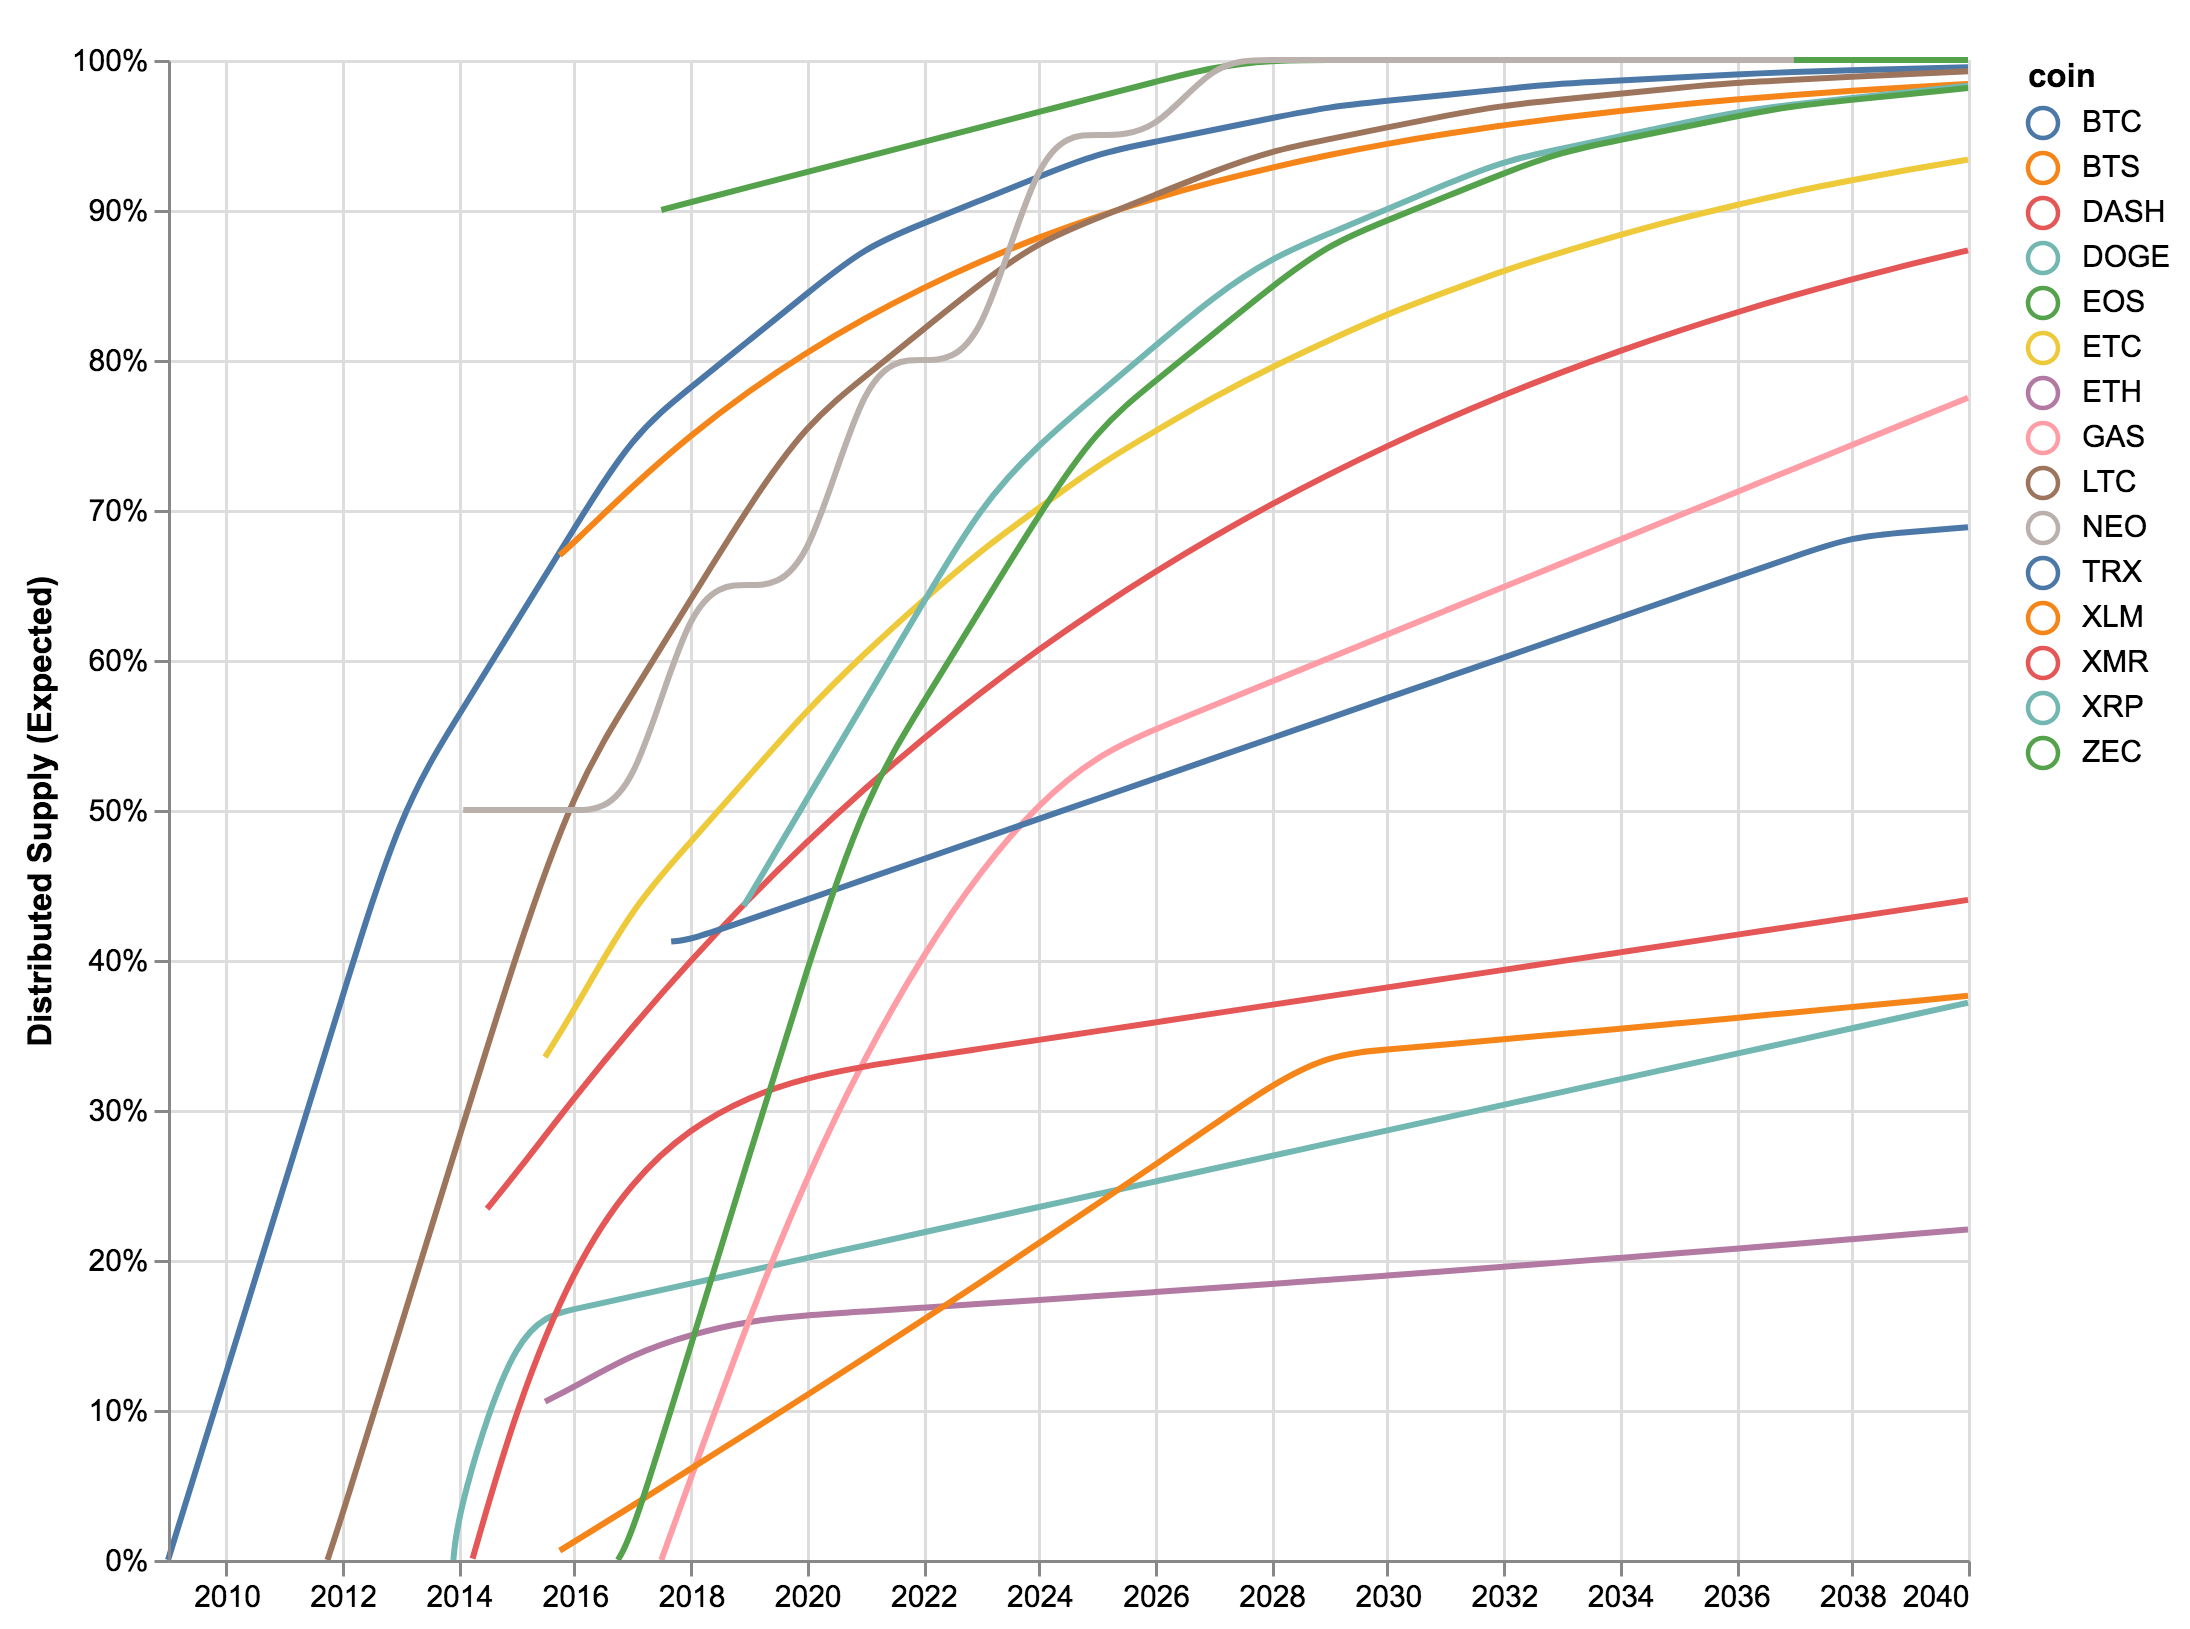 100%
90%
80%
70%
60%
50%
40%
30%
20%
10%
0%
Distributed Supply (Expected)
2010 2012 2014 2016 2018 2020 2022 2024 2026 2028 2030 2032 2034 2036 2038 2040
coin
BTC
BTS
DASH
DOGE
EOS
ETC
ETH
GAS
LTC
NEO
TRX
XLM
XMR
XRP
ZEC